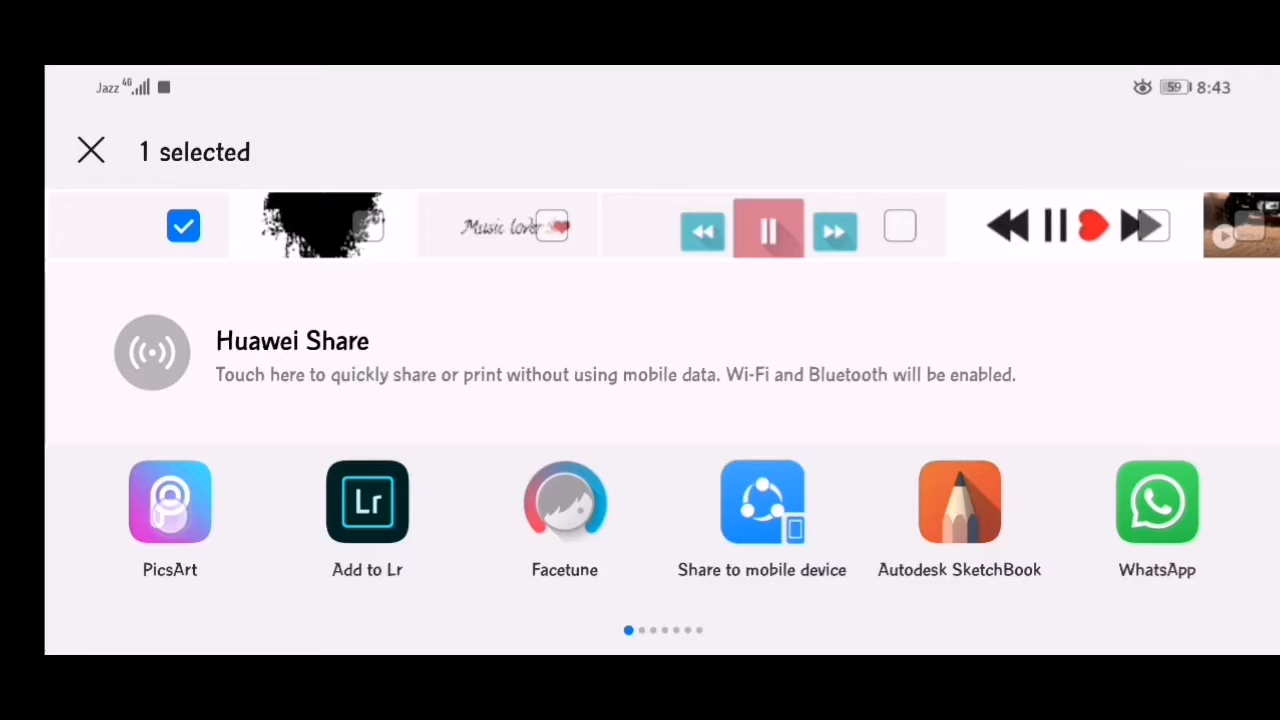 Jazz 4G
59 8:43
1 selected
Music lover
Huawei Share
Touch here to quickly share or print without using mobile data. Wi-Fi and Bluetooth will be enabled.
Lr
PicsArt
Add to Lr
Facetune
Share to mobile device
Autodesk SketchBook
WhatsApp